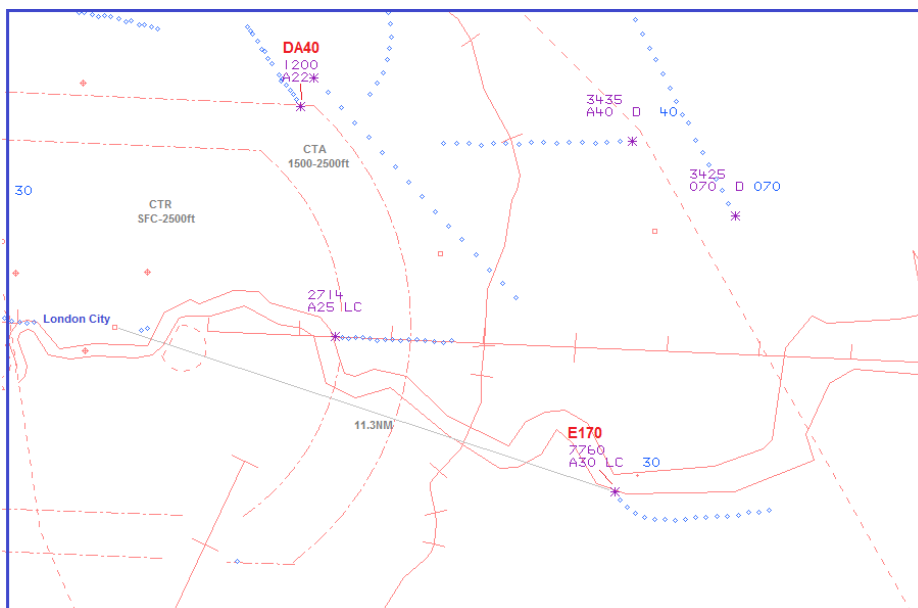 DA40
1200
A22
3435
A40 D 40
CTA
1500-2500ft
3425
070 D 070
30
CTR
SFC-2500ft
2714
A25 LC
London City
11.3NM
E170
7760
A30 LC 30